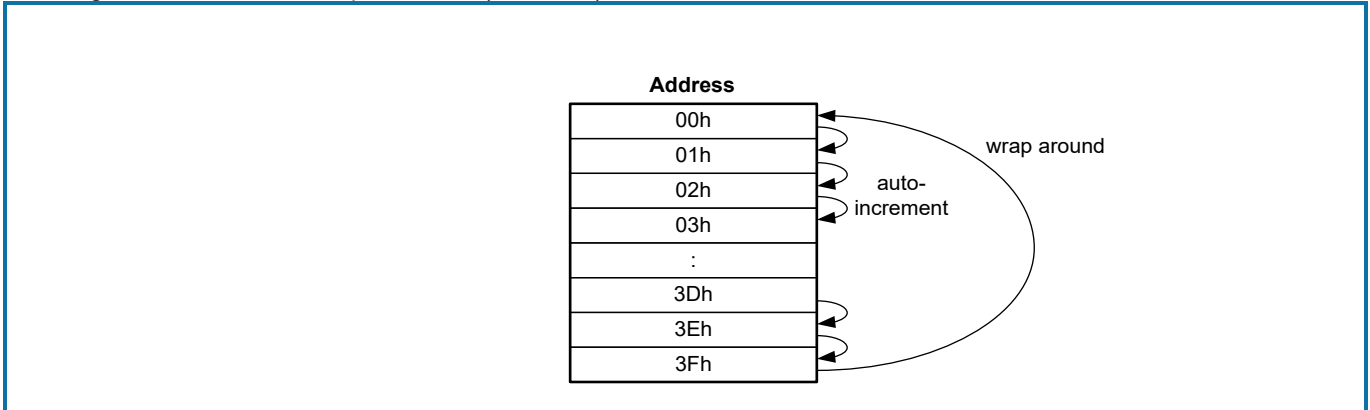 Address
00h
01h
02h
03h
:
3Dh
3Eh
3Fh
wrap around
auto-
increment